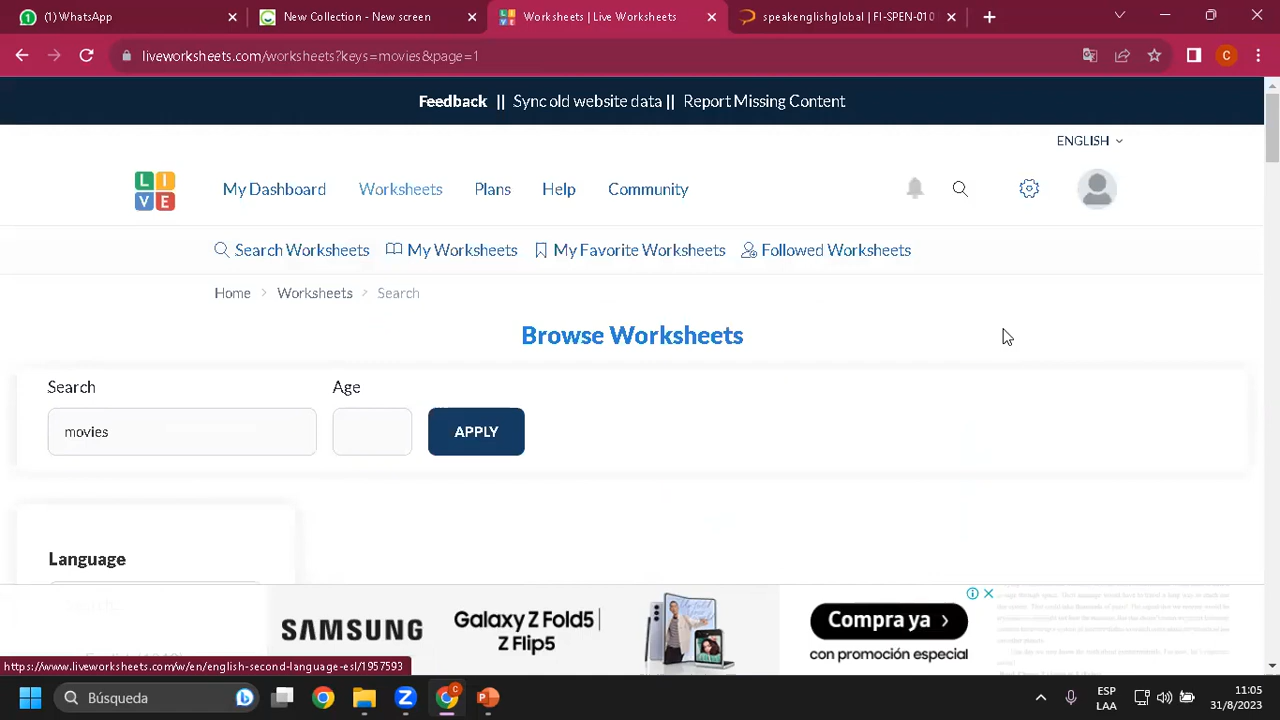 (1) WhatsApp
New Collection - New screen
Worksheets | Live Worksheets
speakenglishglobal | FI-SPEN-010
liveworksheets.com/worksheets?keys=movies&page=1
C
Feedback || Sync old website data || Report Missing Content
ENGLISH
LIVE
My Dashboard Worksheets Plans Help Community
Search Worksheets My Worksheets My Favorite Worksheets Followed Worksheets
Home > Worksheets > Search
Browse Worksheets
Search Age
movies APPLY
Language
SAMSUNG
Galaxy Z Fold5 |
Z Flip5
Compra ya >
con promoción especial
https://www.liveworksheets.com/w/en/english-second-language-esl/1357593
Búsqueda
ESP
LAA
11:05
31/8/2023